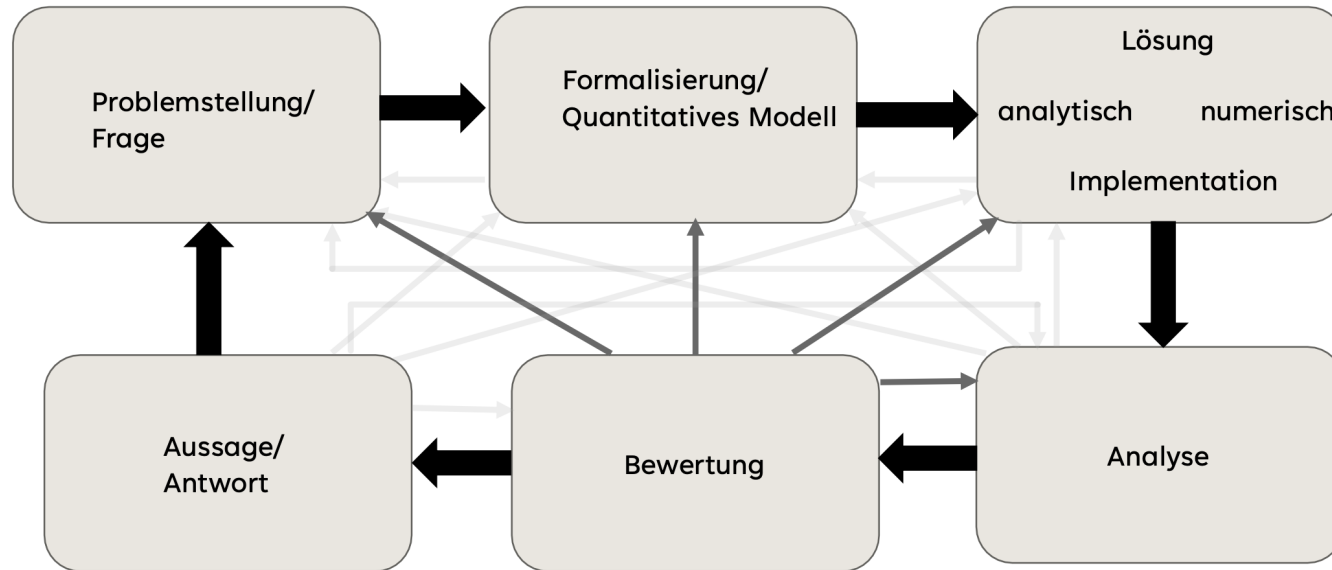 Problemstellung/
Frage
Formalisierung/
Quantitatives Modell
Lösung
analytisch numerisch
Implementation
Aussage/
Antwort
Bewertung
Analyse